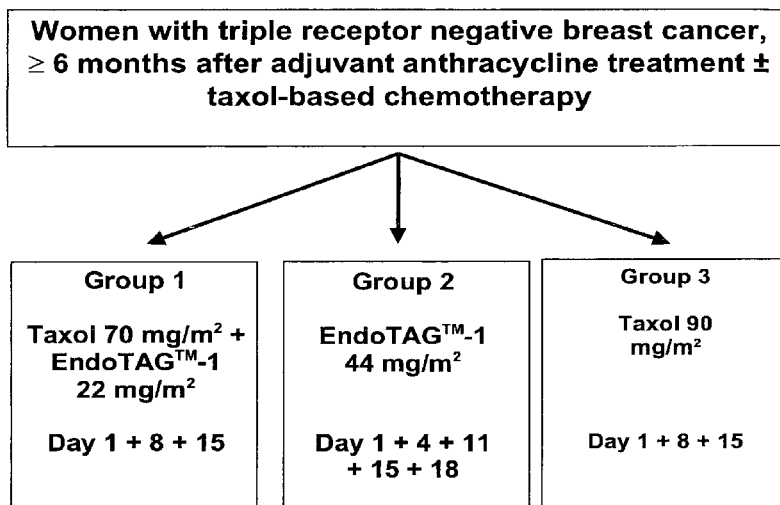 Women with triple receptor negative breast cancer,
≥ 6 months after adjuvant anthracycline treatment ±
taxol-based chemotherapy
Group 1
Taxol 70 mg/m² +
EndoTAG™-1
22 mg/m²
Day 1 + 8 + 15
Group 2
EndoTAG™-1
44 mg/m²
Day 1 + 4 + 11
+ 15 + 18
Group 3
Taxol 90
mg/m²
Day 1 + 8 + 15